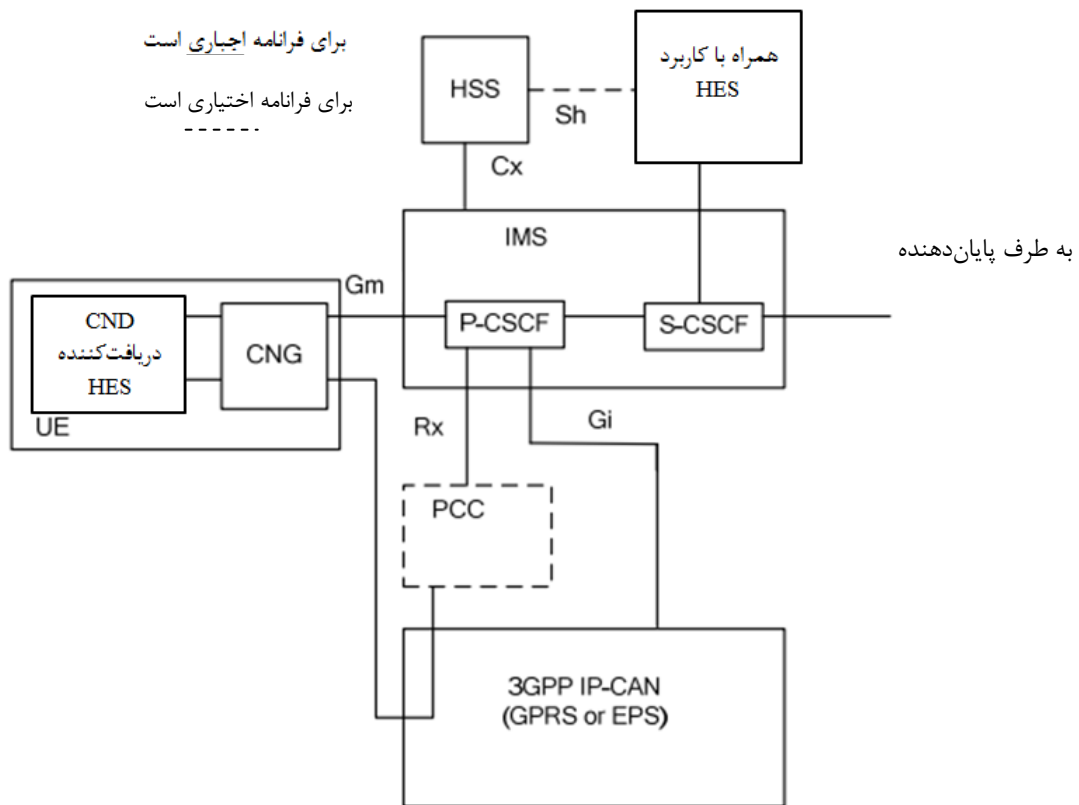 برای فرانامه اجباری است
برای فرانامه اختیاری است
HSS
Sh
همراه با کاربرد
HES
Cx
IMS
به طرف پایان‌دهنده
Gm
P-CSCF
S-CSCF
CND
دریافت‌کننده
HES
CNG
UE
Rx
Gi
PCC
3GPP IP-CAN
(GPRS or EPS)